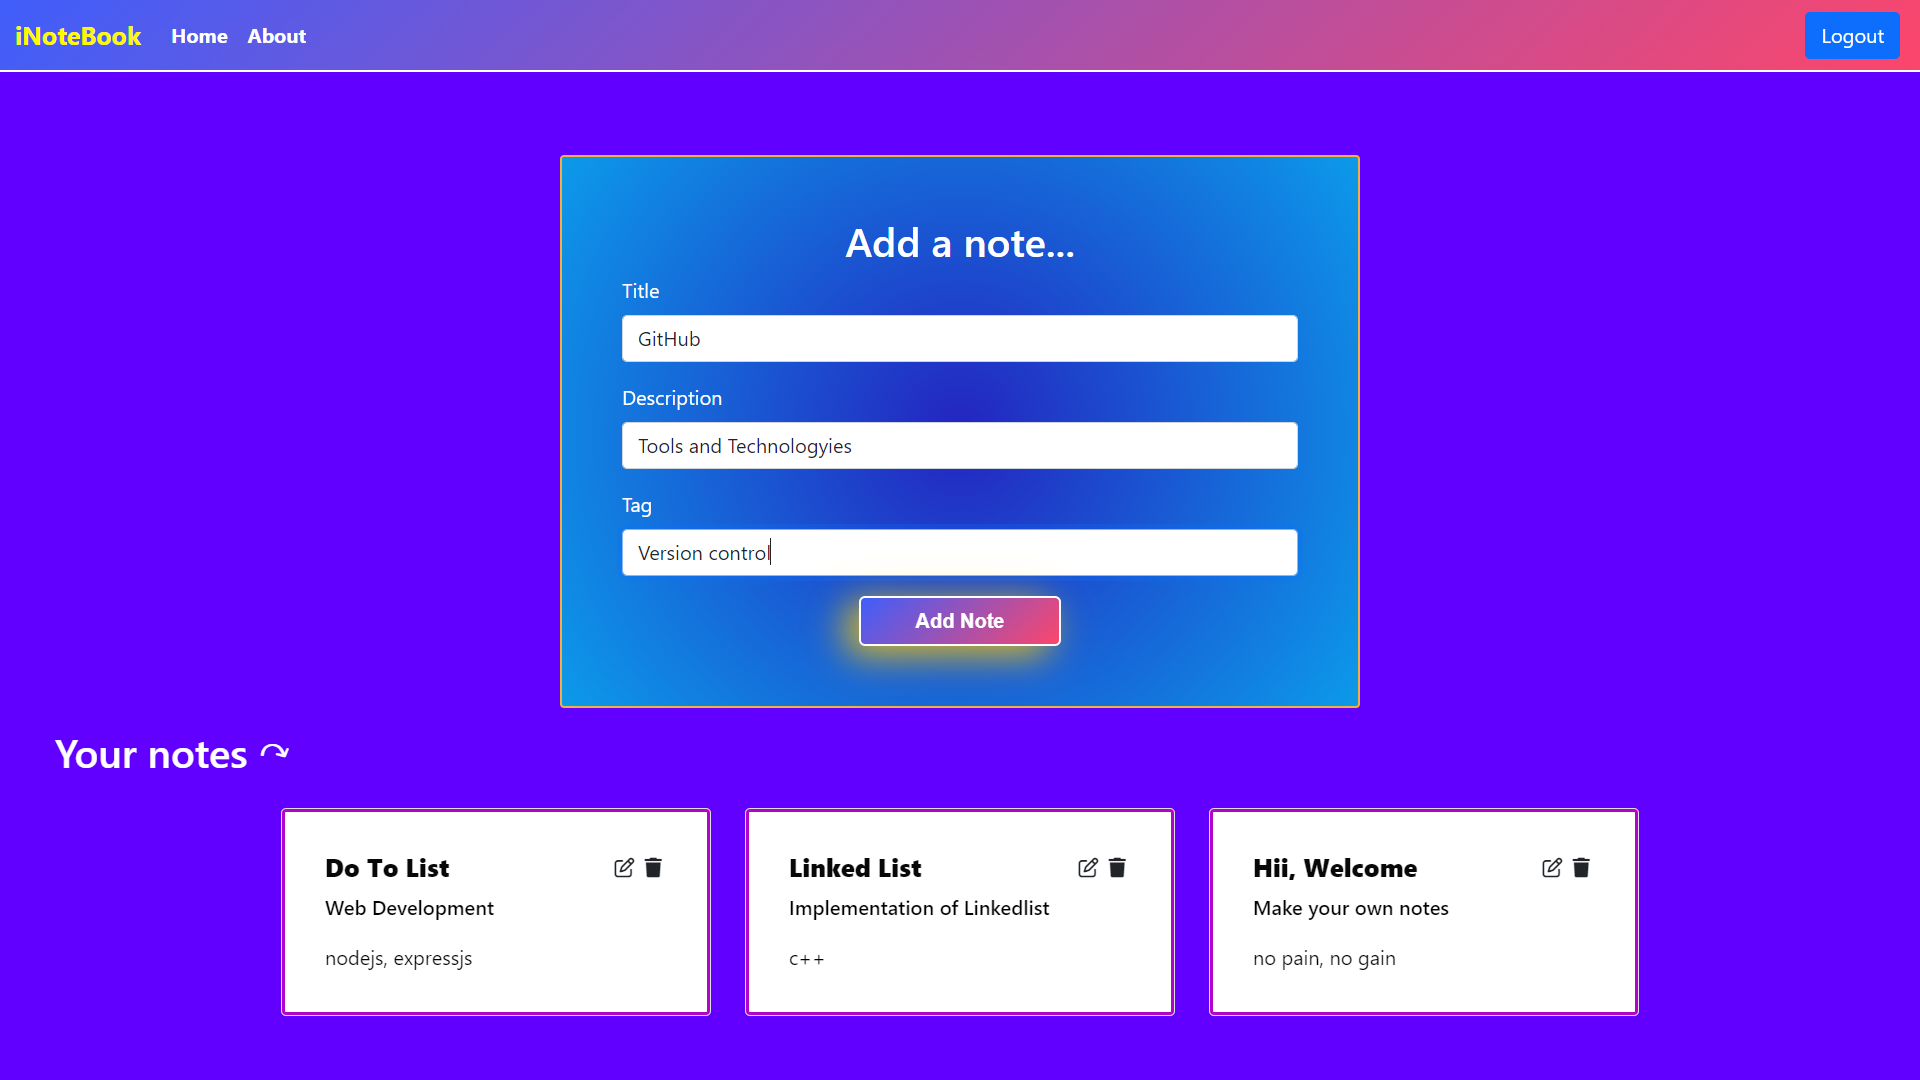 iNoteBook Home About Logout
Add a note...
Title
GitHub
Description
Tools and Technologyies
Tag
Version control
Add Note
Your notes ↷
Do To List
Web Development
nodejs, expressjs
Linked List
Implementation of Linkedlist
c++
Hii, Welcome
Make your own notes
no pain, no gain